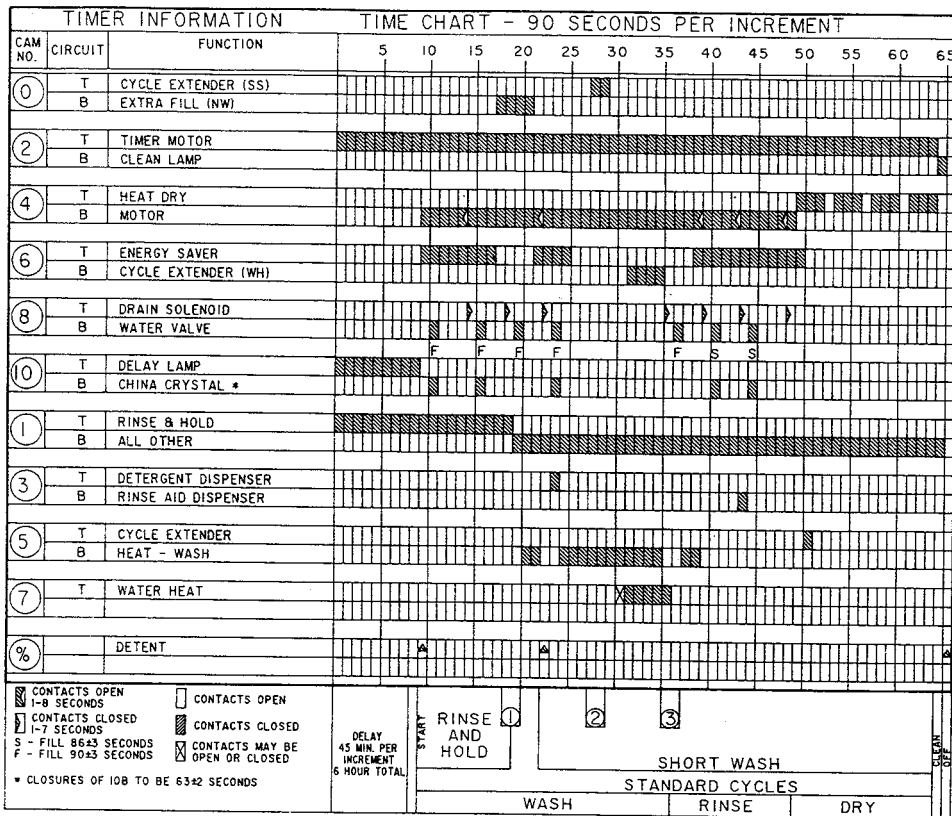 TIMER INFORMATION TIME CHART - 90 SECONDS PER INCREMENT
CAM NO. CIRCUIT FUNCTION 5 10 15 20 25 30 35 40 45 50 55 60 65
0 T CYCLE EXTENDER (SS)
B EXTRA FILL (NW)
2 T TIMER MOTOR
B CLEAN LAMP
4 T HEAT DRY
B MOTOR
6 T ENERGY SAVER
B CYCLE EXTENDER (WH)
8 T DRAIN SOLENOID
B WATER VALVE
F F F F F S S
10 T DELAY LAMP
B CHINA CRYSTAL *
1 T RINSE & HOLD
B ALL OTHER
3 T DETERGENT DISPENSER
B RINSE AID DISPENSER
5 T CYCLE EXTENDER
B HEAT - WASH
7 T WATER HEAT
% DETENT
CONTACTS OPEN
1-8 SECONDS
CONTACTS CLOSED
1-7 SECONDS
S - FILL 86±3 SECONDS
F - FILL 90±3 SECONDS
* CLOSURES OF 10B TO BE 63±2 SECONDS
CONTACTS OPEN
CONTACTS CLOSED
CONTACTS MAY BE
OPEN OR CLOSED
DELAY
45 MIN. PER
INCREMENT
6 HOUR TOTAL
START
RINSE
AND
HOLD
1 2 3
SHORT WASH
STANDARD CYCLES
WASH RINSE DRY
CLEAN
OFF